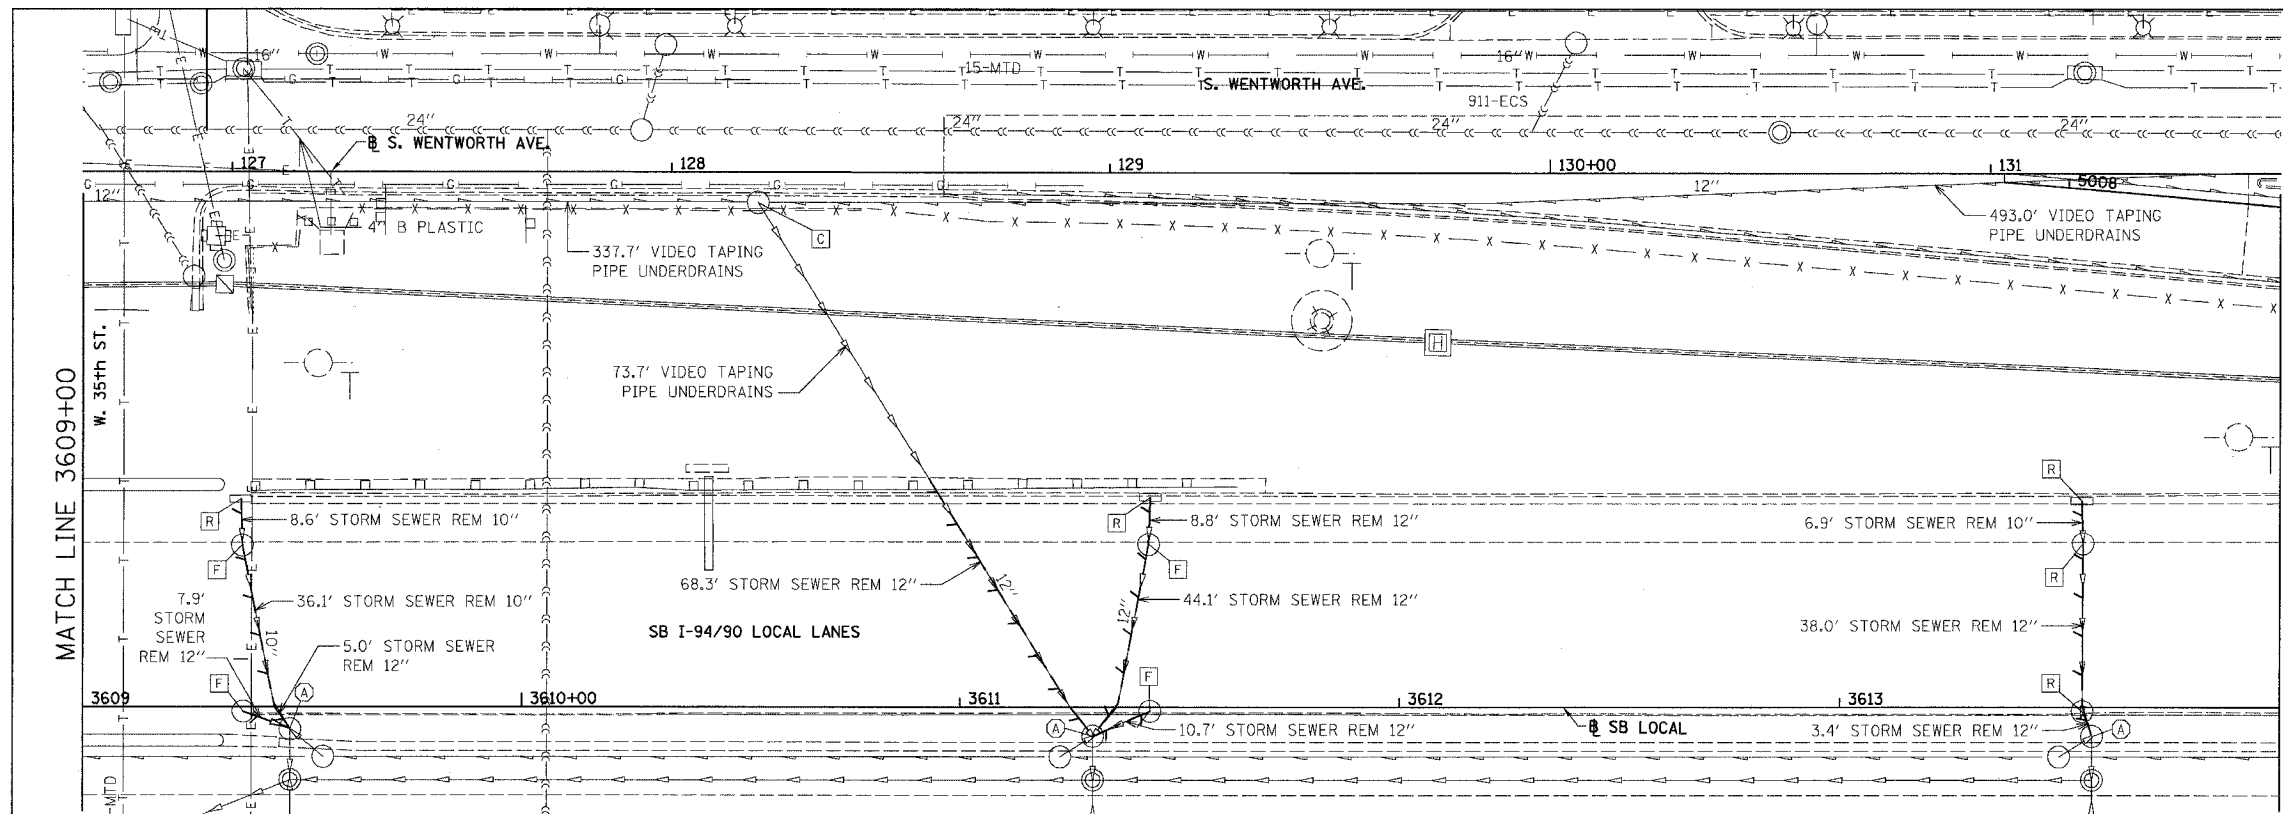 16"
15-MTD
16"
S. WENTWORTH AVE.
911-ECS
24"
24"
24"
24"
℄ S. WENTWORTH AVE.
127
128
129
130+00
131
5008
12"
12"
4" B PLASTIC
C
493.0' VIDEO TAPING
PIPE UNDERDRAINS
337.7' VIDEO TAPING
PIPE UNDERDRAINS
H
W. 35th ST.
MATCH LINE 3609+00
73.7' VIDEO TAPING
PIPE UNDERDRAINS
R
8.6' STORM SEWER REM 10"
R
8.8' STORM SEWER REM 12"
R
6.9' STORM SEWER REM 10"
F
F
R
68.3' STORM SEWER REM 12"
12"
36.1' STORM SEWER REM 10"
44.1' STORM SEWER REM 12"
12"
7.9'
STORM
SEWER
REM 12"
10"
5.0' STORM SEWER
REM 12"
SB I-94/90 LOCAL LANES
38.0' STORM SEWER REM 12"
F
A
F
R
3609
3610+00
3611
3612
3613
A
10.7' STORM SEWER REM 12"
℄ SB LOCAL
3.4' STORM SEWER REM 12"
A
-MTD